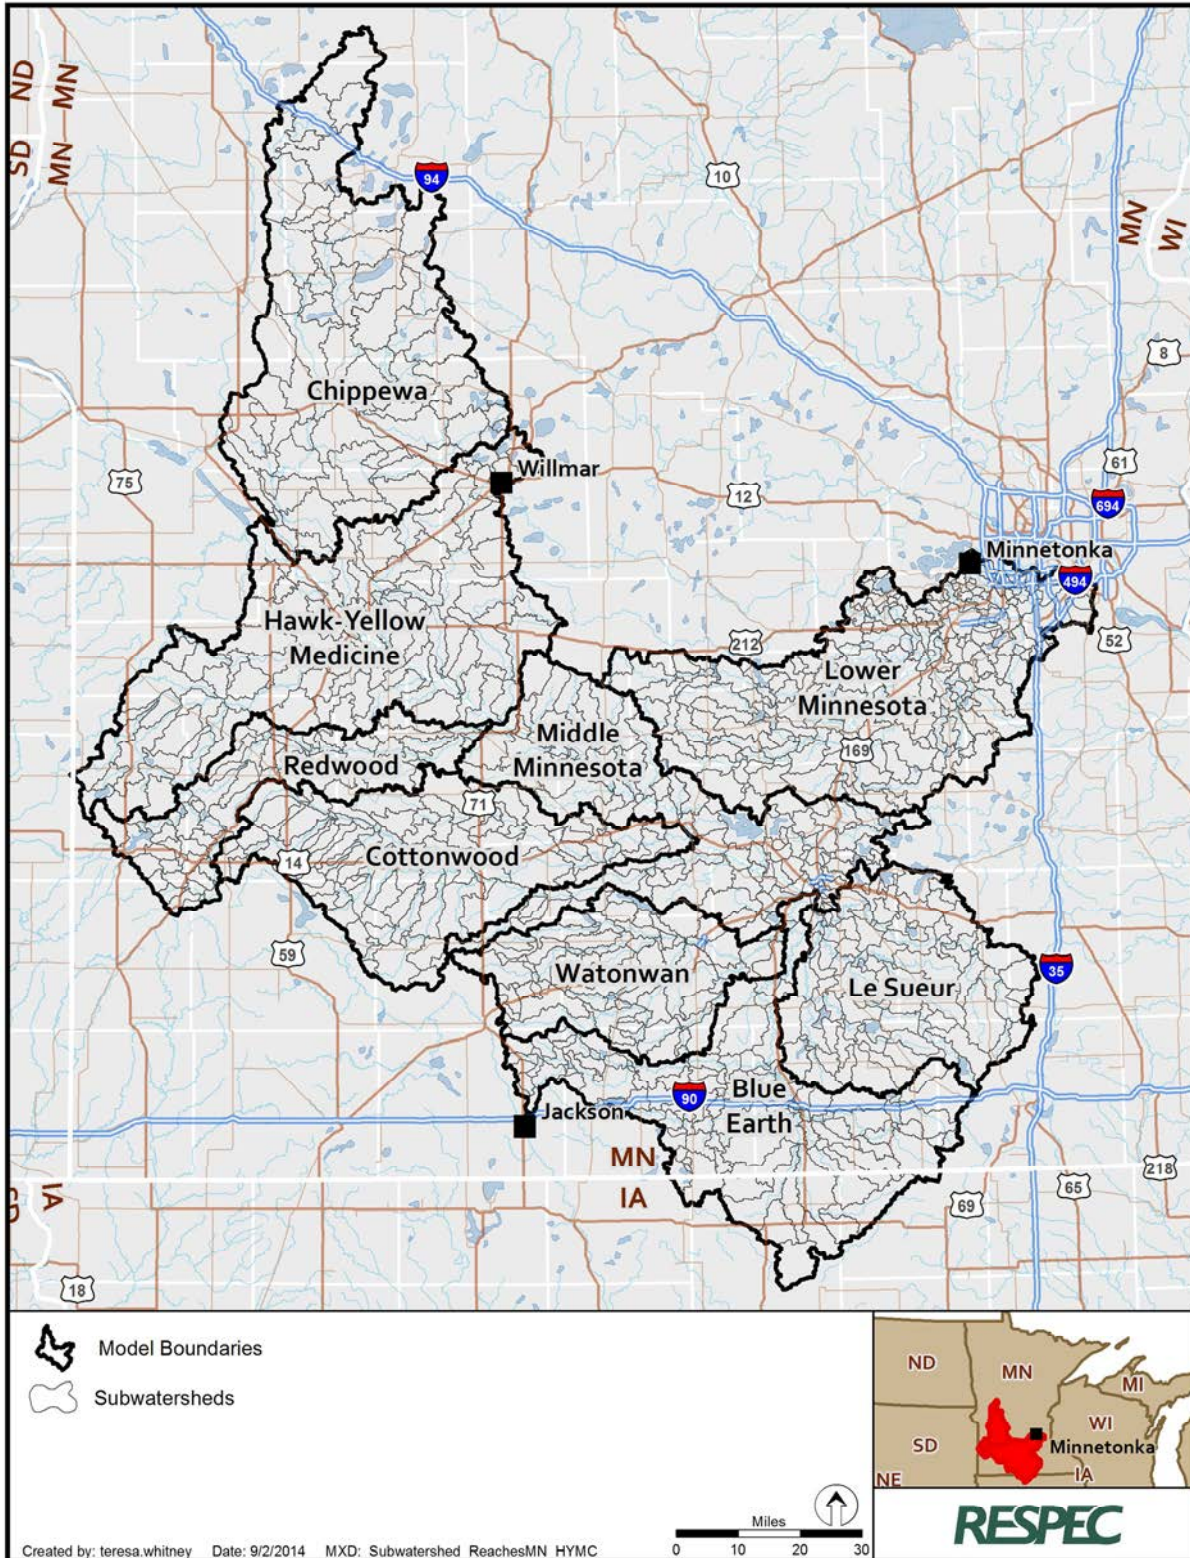 SD ND
MN MN
94
10
MN
WI
8
Chippewa
61
75
Willmar
12
694
Minnetonka
494
Hawk-Yellow
Medicine
212
52
Lower
Minnesota
Middle
Minnesota
169
Redwood
71
14
Cottonwood
59
Watonwan
Le Sueur
35
90
Blue
Earth
Jackson
MN
IA
218
65
69
SD
IA
18
Model Boundaries
Subwatersheds
ND
MN
MI
WI
SD
Minnetonka
NE
IA
Miles
0 10 20 30
RESPEC
Created by: teresa.whitney Date: 9/2/2014 MXD: Subwatershed_ReachesMN_HYMC